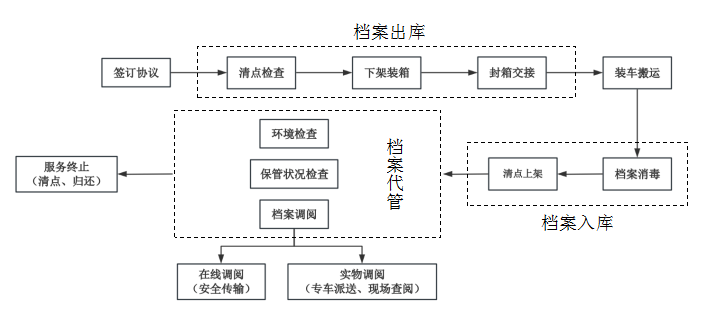 档案出库
签订协议
清点检查
下架装箱
封箱交接
装车搬运
环境检查
保管状况检查
档案调阅
档案代管
服务终止
（清点、归还）
清点上架
档案消毒
档案入库
在线调阅
（安全传输）
实物调阅
（专车派送、现场查阅）